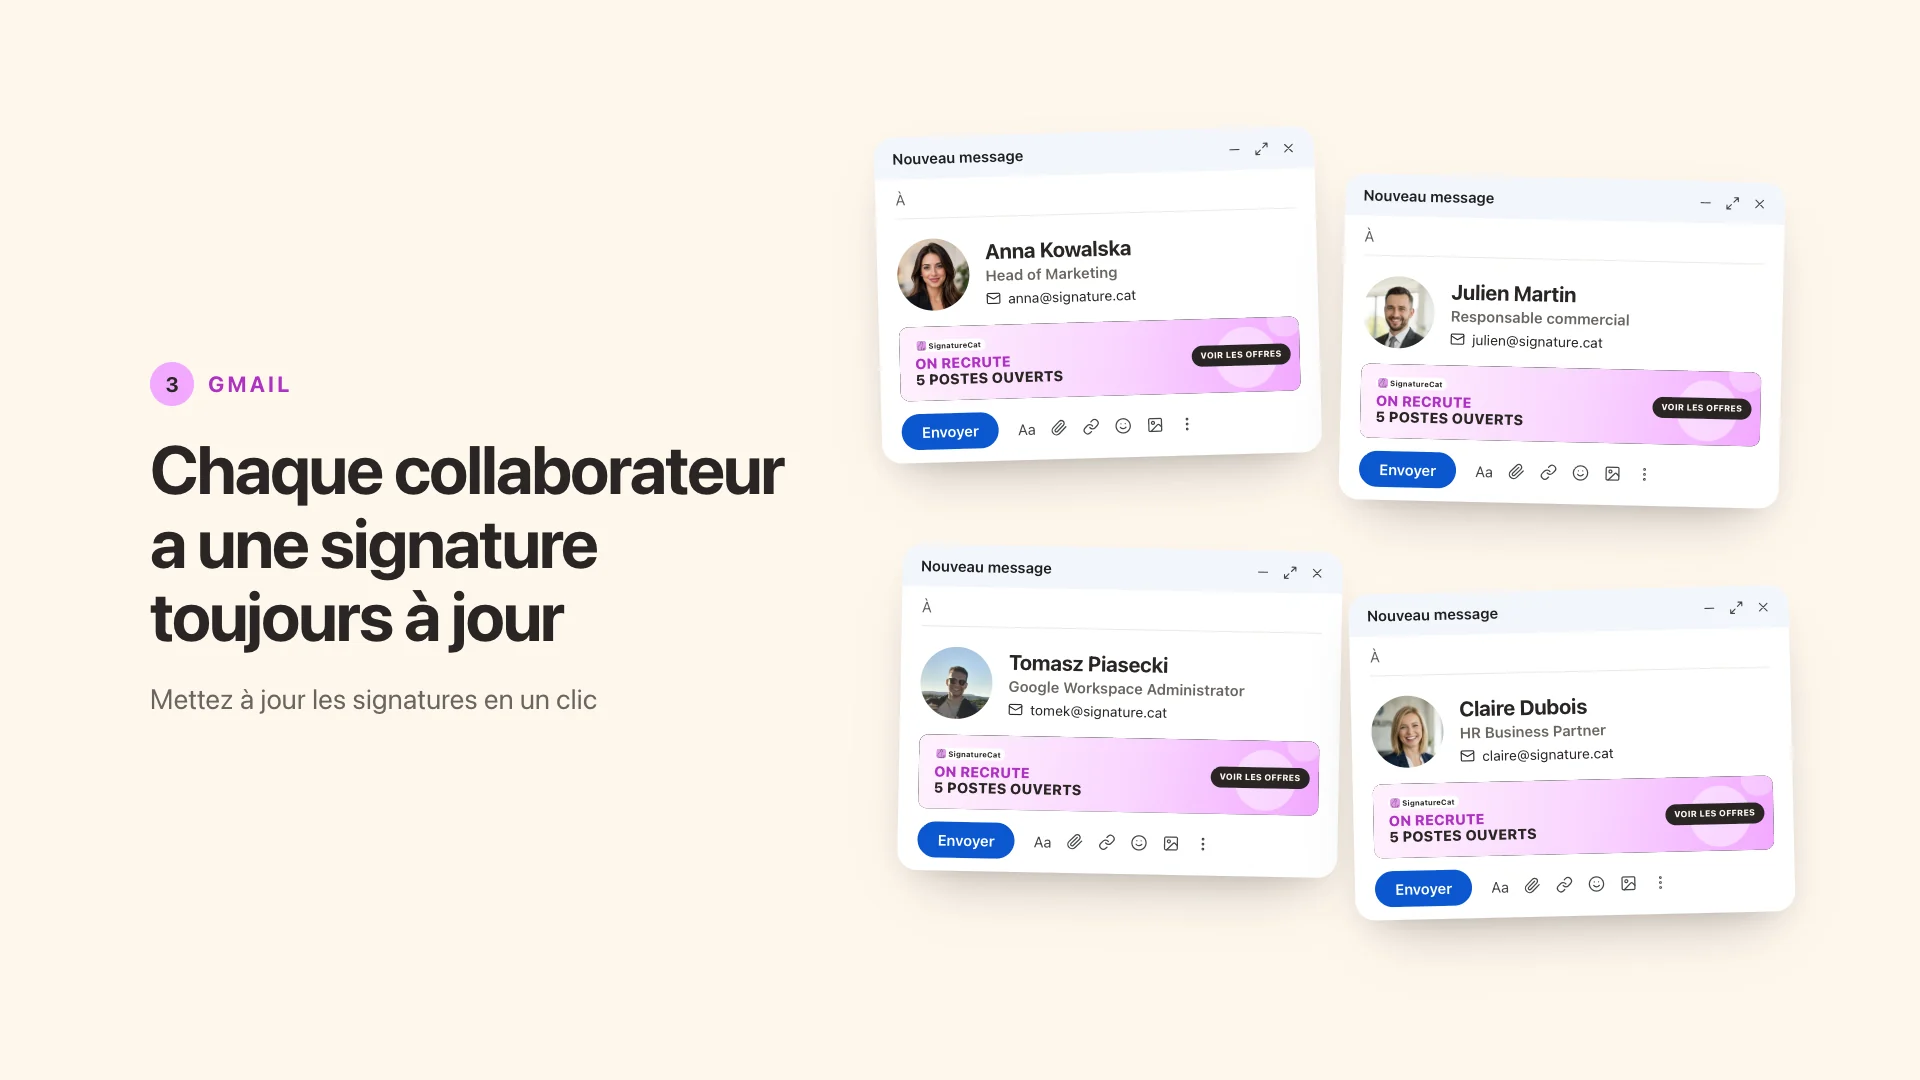 3 GMAIL
Chaque collaborateur
a une signature
toujours à jour
Mettez à jour les signatures en un clic
Nouveau message
À
Anna Kowalska
Head of Marketing
anna@signature.cat
SignatureCat
ON RECRUTE
5 POSTES OUVERTS
VOIR LES OFFRES
Envoyer Aa
Nouveau message
À
Julien Martin
Responsable commercial
julien@signature.cat
SignatureCat
ON RECRUTE
5 POSTES OUVERTS
VOIR LES OFFRES
Envoyer Aa
Nouveau message
À
Tomasz Piasecki
Google Workspace Administrator
tomek@signature.cat
SignatureCat
ON RECRUTE
5 POSTES OUVERTS
VOIR LES OFFRES
Envoyer Aa
Nouveau message
À
Claire Dubois
HR Business Partner
claire@signature.cat
SignatureCat
ON RECRUTE
5 POSTES OUVERTS
VOIR LES OFFRES
Envoyer Aa